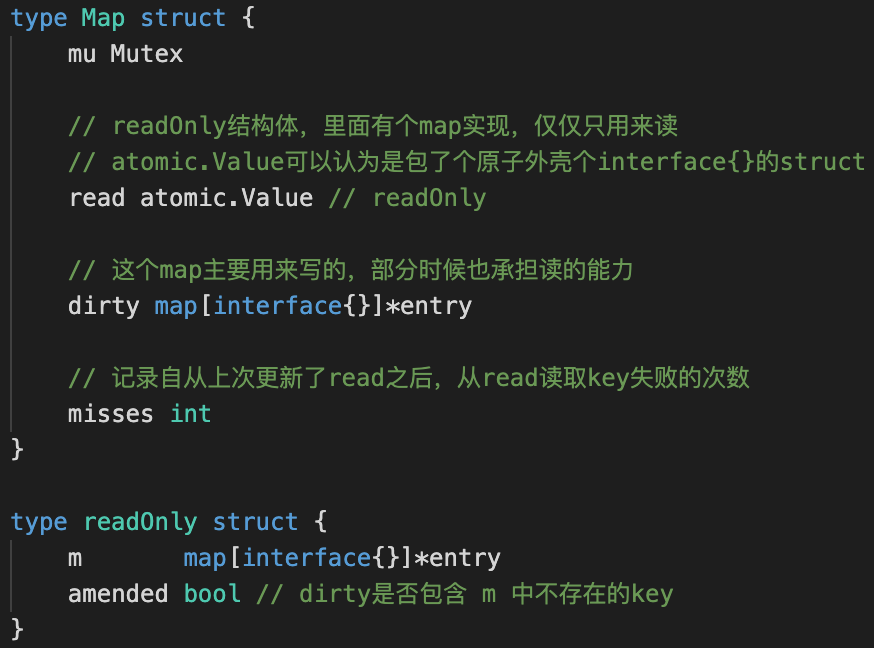 type Map struct {
mu Mutex
// readOnly结构体，里面有个map实现，仅仅只用来读
// atomic.Value可以认为是包了个原子外壳个interface{}的struct
read atomic.Value // readOnly
// 这个map主要用来写的，部分时候也承担读的能力
dirty map[interface{}]*entry
// 记录自从上次更新了read之后，从read读取key失败的次数
misses int
}
type readOnly struct {
m       map[interface{}]*entry
amended bool // dirty是否包含 m 中不存在的key
}